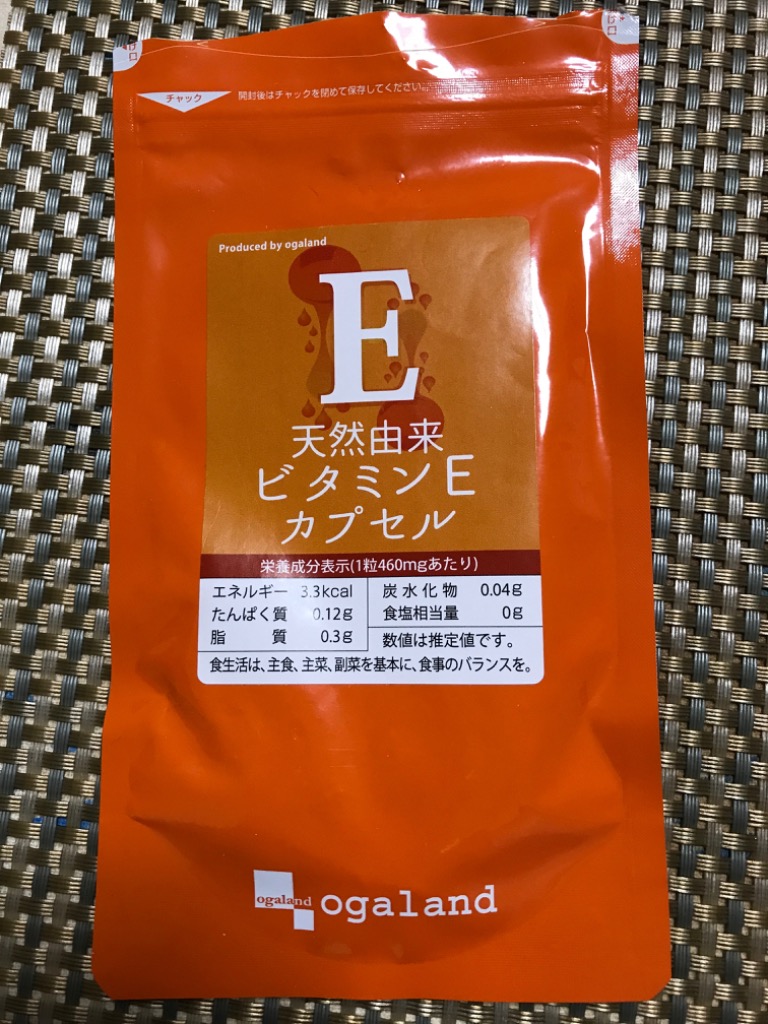 チャック
開封後はチャックを閉めて保存してください。
Produced by ogaland
E
天然由来
ビタミンE
カプセル
栄養成分表示(1粒460mgあたり)
エネルギー 3.3kcal
たんぱく質 0.12g
脂質 0.3g
炭水化物 0.04g
食塩相当量 0g
数値は推定値です。
食生活は、主食、主菜、副菜を基本に、食事のバランスを。
ogaland
ogaland